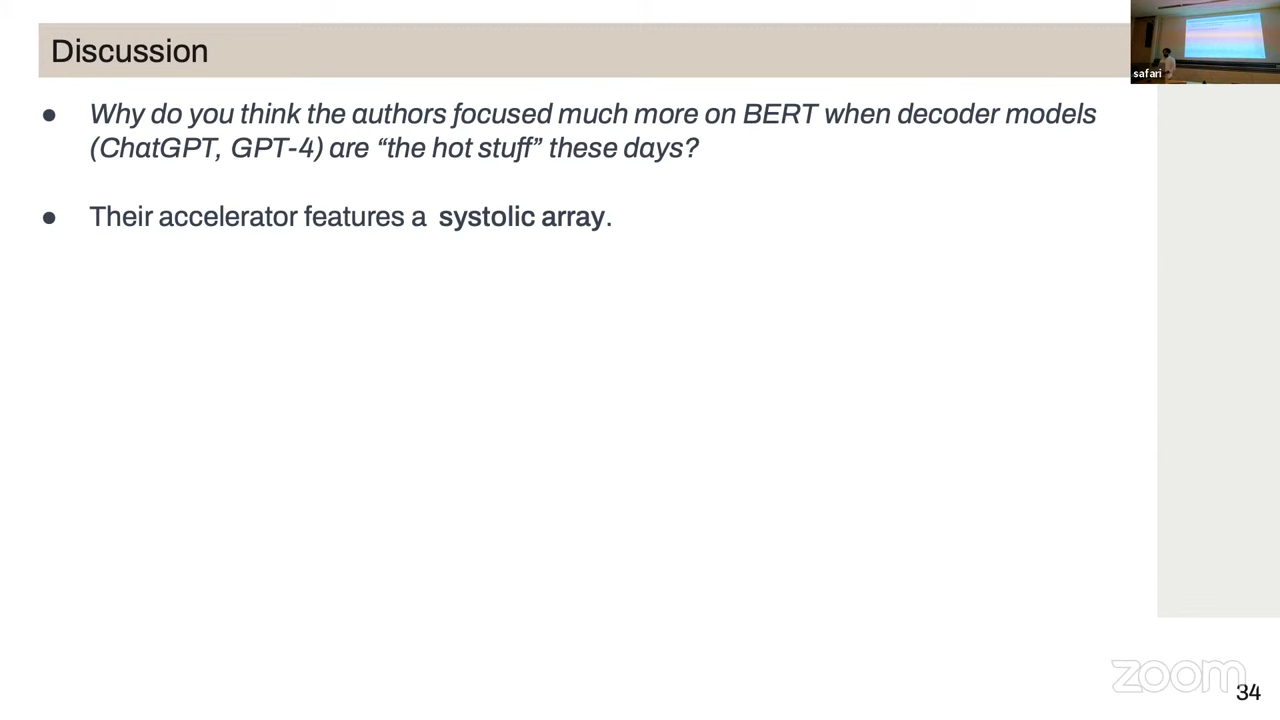 Discussion
safari
● Why do you think the authors focused much more on BERT when decoder models
(ChatGPT, GPT-4) are “the hot stuff” these days?
● Their accelerator features a systolic array.
zoom
34